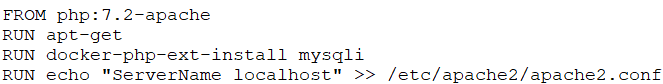 FROM php:7.2-apache
RUN apt-get
RUN docker-php-ext-install mysqli
RUN echo "ServerName localhost" >> /etc/apache2/apache2.conf